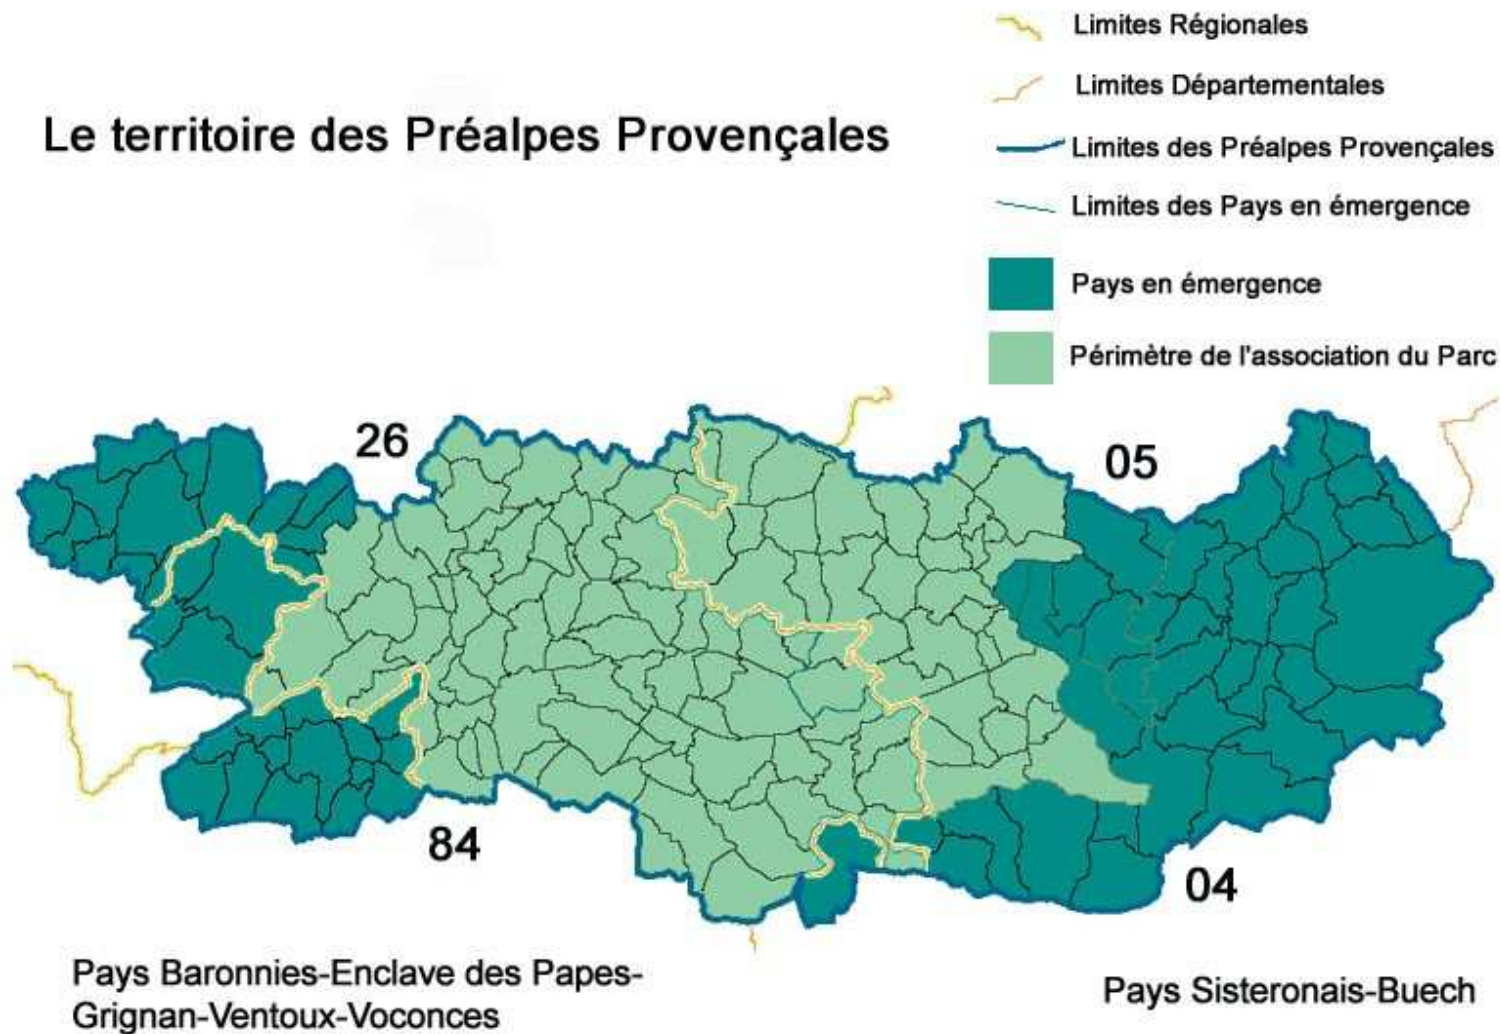 Limites Régionales
Limites Départementales
Le territoire des Préalpes Provençales
Limites des Préalpes Provençales
Limites des Pays en émergence
Pays en émergence
Périmètre de l'association du Parc
26
05
84
04
Pays Baronnies-Enclave des Papes-
Grignan-Ventoux-Voconces
Pays Sisteronais-Buech